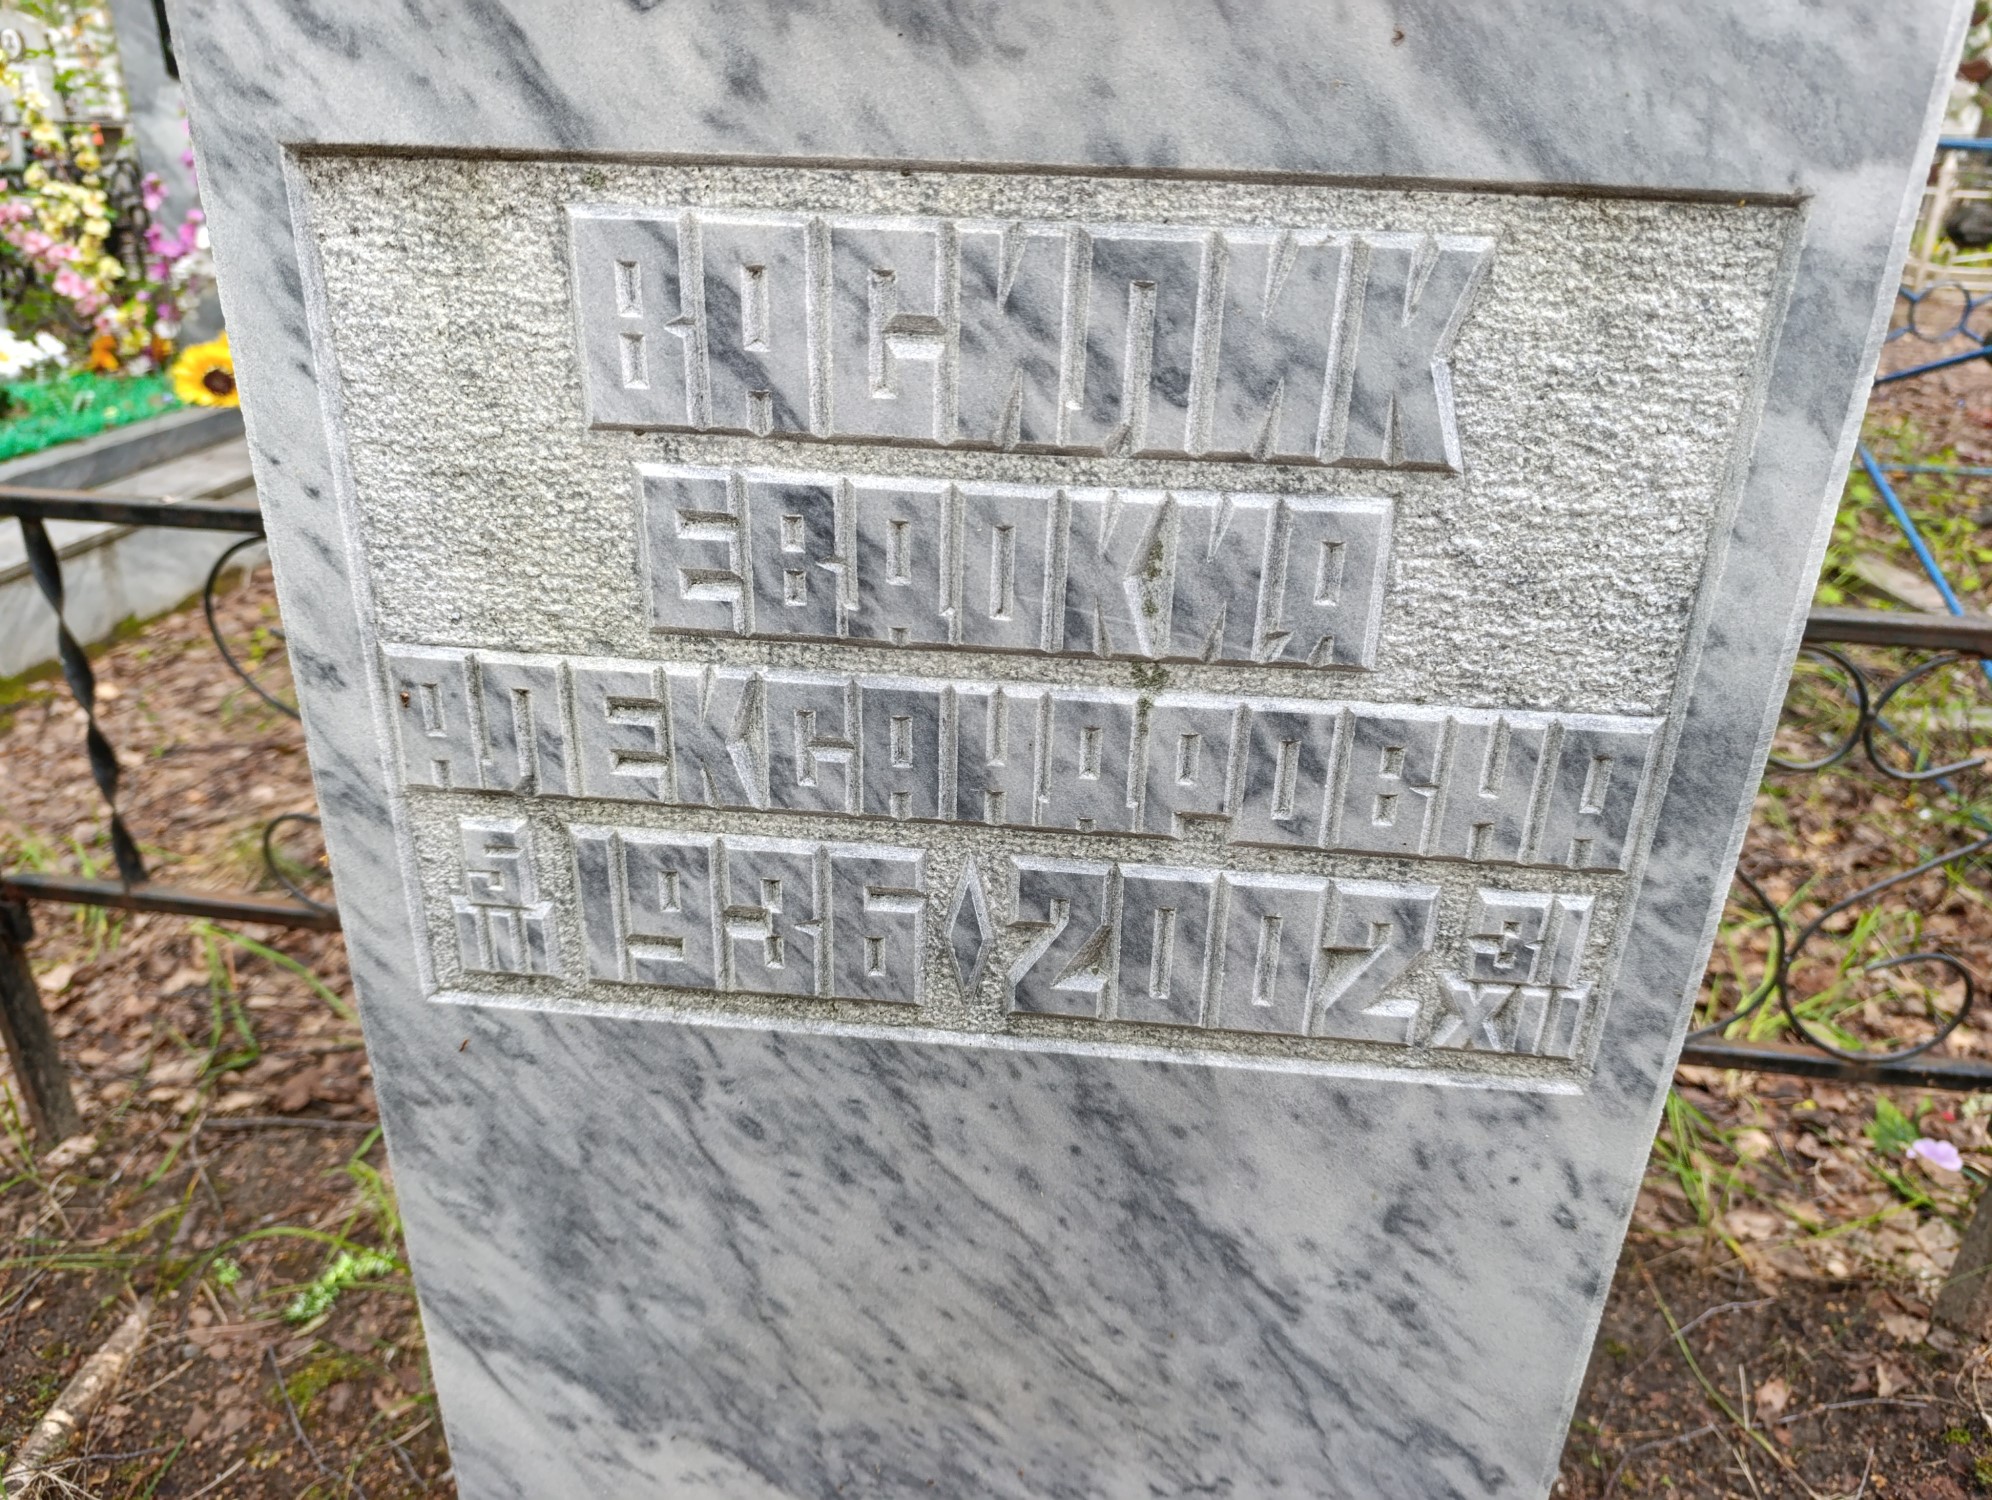 ВАСИЛИК
ЕВДОКИЯ
АЛЕКСАНДРОВНА
5 III 1936 ◊ 2002 31 XII